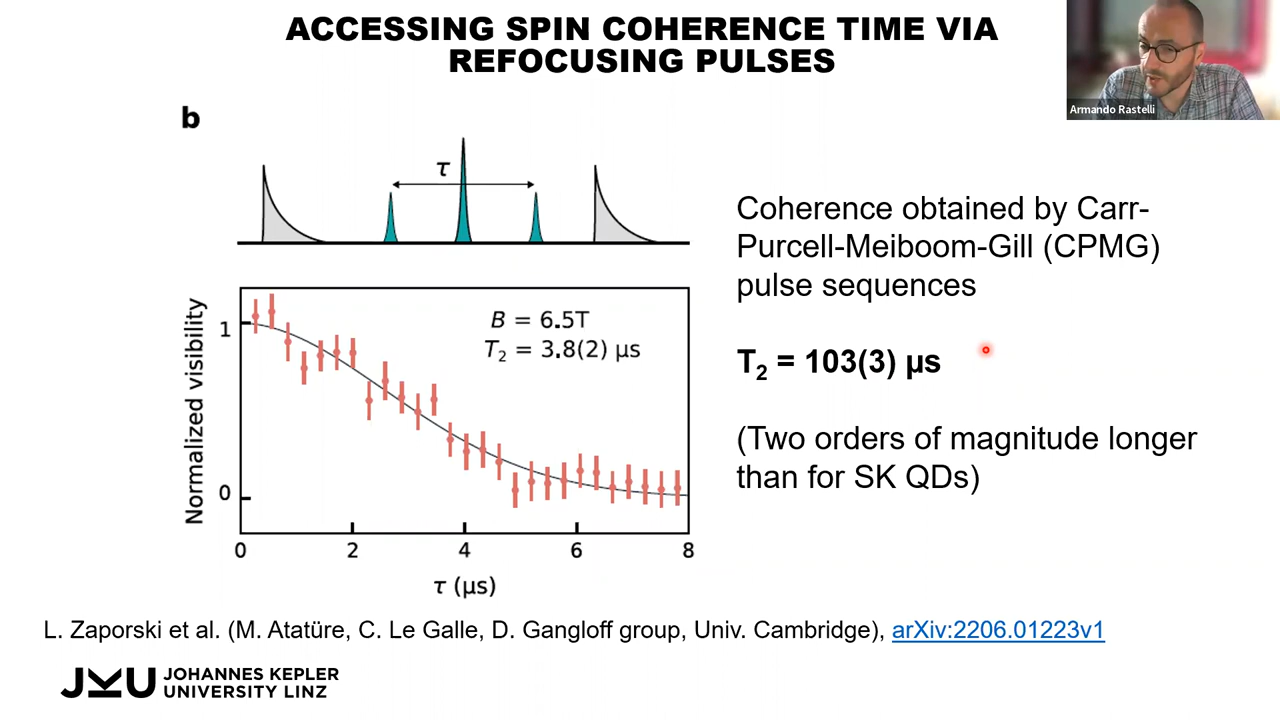 ACCESSING SPIN COHERENCE TIME VIA
REFOCUSING PULSES
Armando Rastelli
b
τ
Normalized visibility
1
0
B = 6.5T
T₂ = 3.8(2) µs
0 2 4 6 8
τ (µs)
Coherence obtained by Carr-
Purcell-Meiboom-Gill (CPMG)
pulse sequences
T₂ = 103(3) µs
(Two orders of magnitude longer
than for SK QDs)
L. Zaporski et al. (M. Atatüre, C. Le Galle, D. Gangloff group, Univ. Cambridge), arXiv:2206.01223v1
JKU JOHANNES KEPLER
UNIVERSITY LINZ